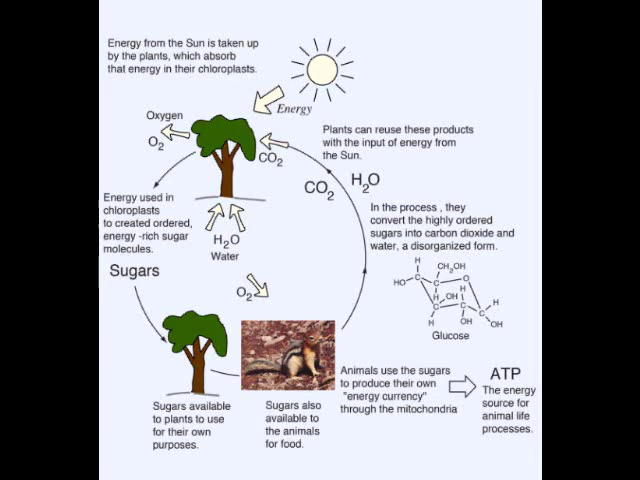 Energy from the Sun is taken up
by the plants, which absorb
that energy in their chloroplasts.
Energy
Oxygen
O2
CO2
Plants can reuse these products
with the input of energy from
the Sun.
CO2
H2O
Energy used in
chloroplasts
to created ordered,
energy -rich sugar
molecules.
H2O
Water
In the process , they
convert the highly ordered
sugars into carbon dioxide and
water, a disorganized form.
Sugars
O2
H
CH2OH
HO
C
C
O
H
OH
H
H
C
C
C
H
OH
OH
Glucose
Sugars available
to plants to use
for their own
purposes.
Sugars also
available to
the animals
for food.
Animals use the sugars
to produce their own
"energy currency"
through the mitochondria
ATP
The energy
source for
animal life
processes.